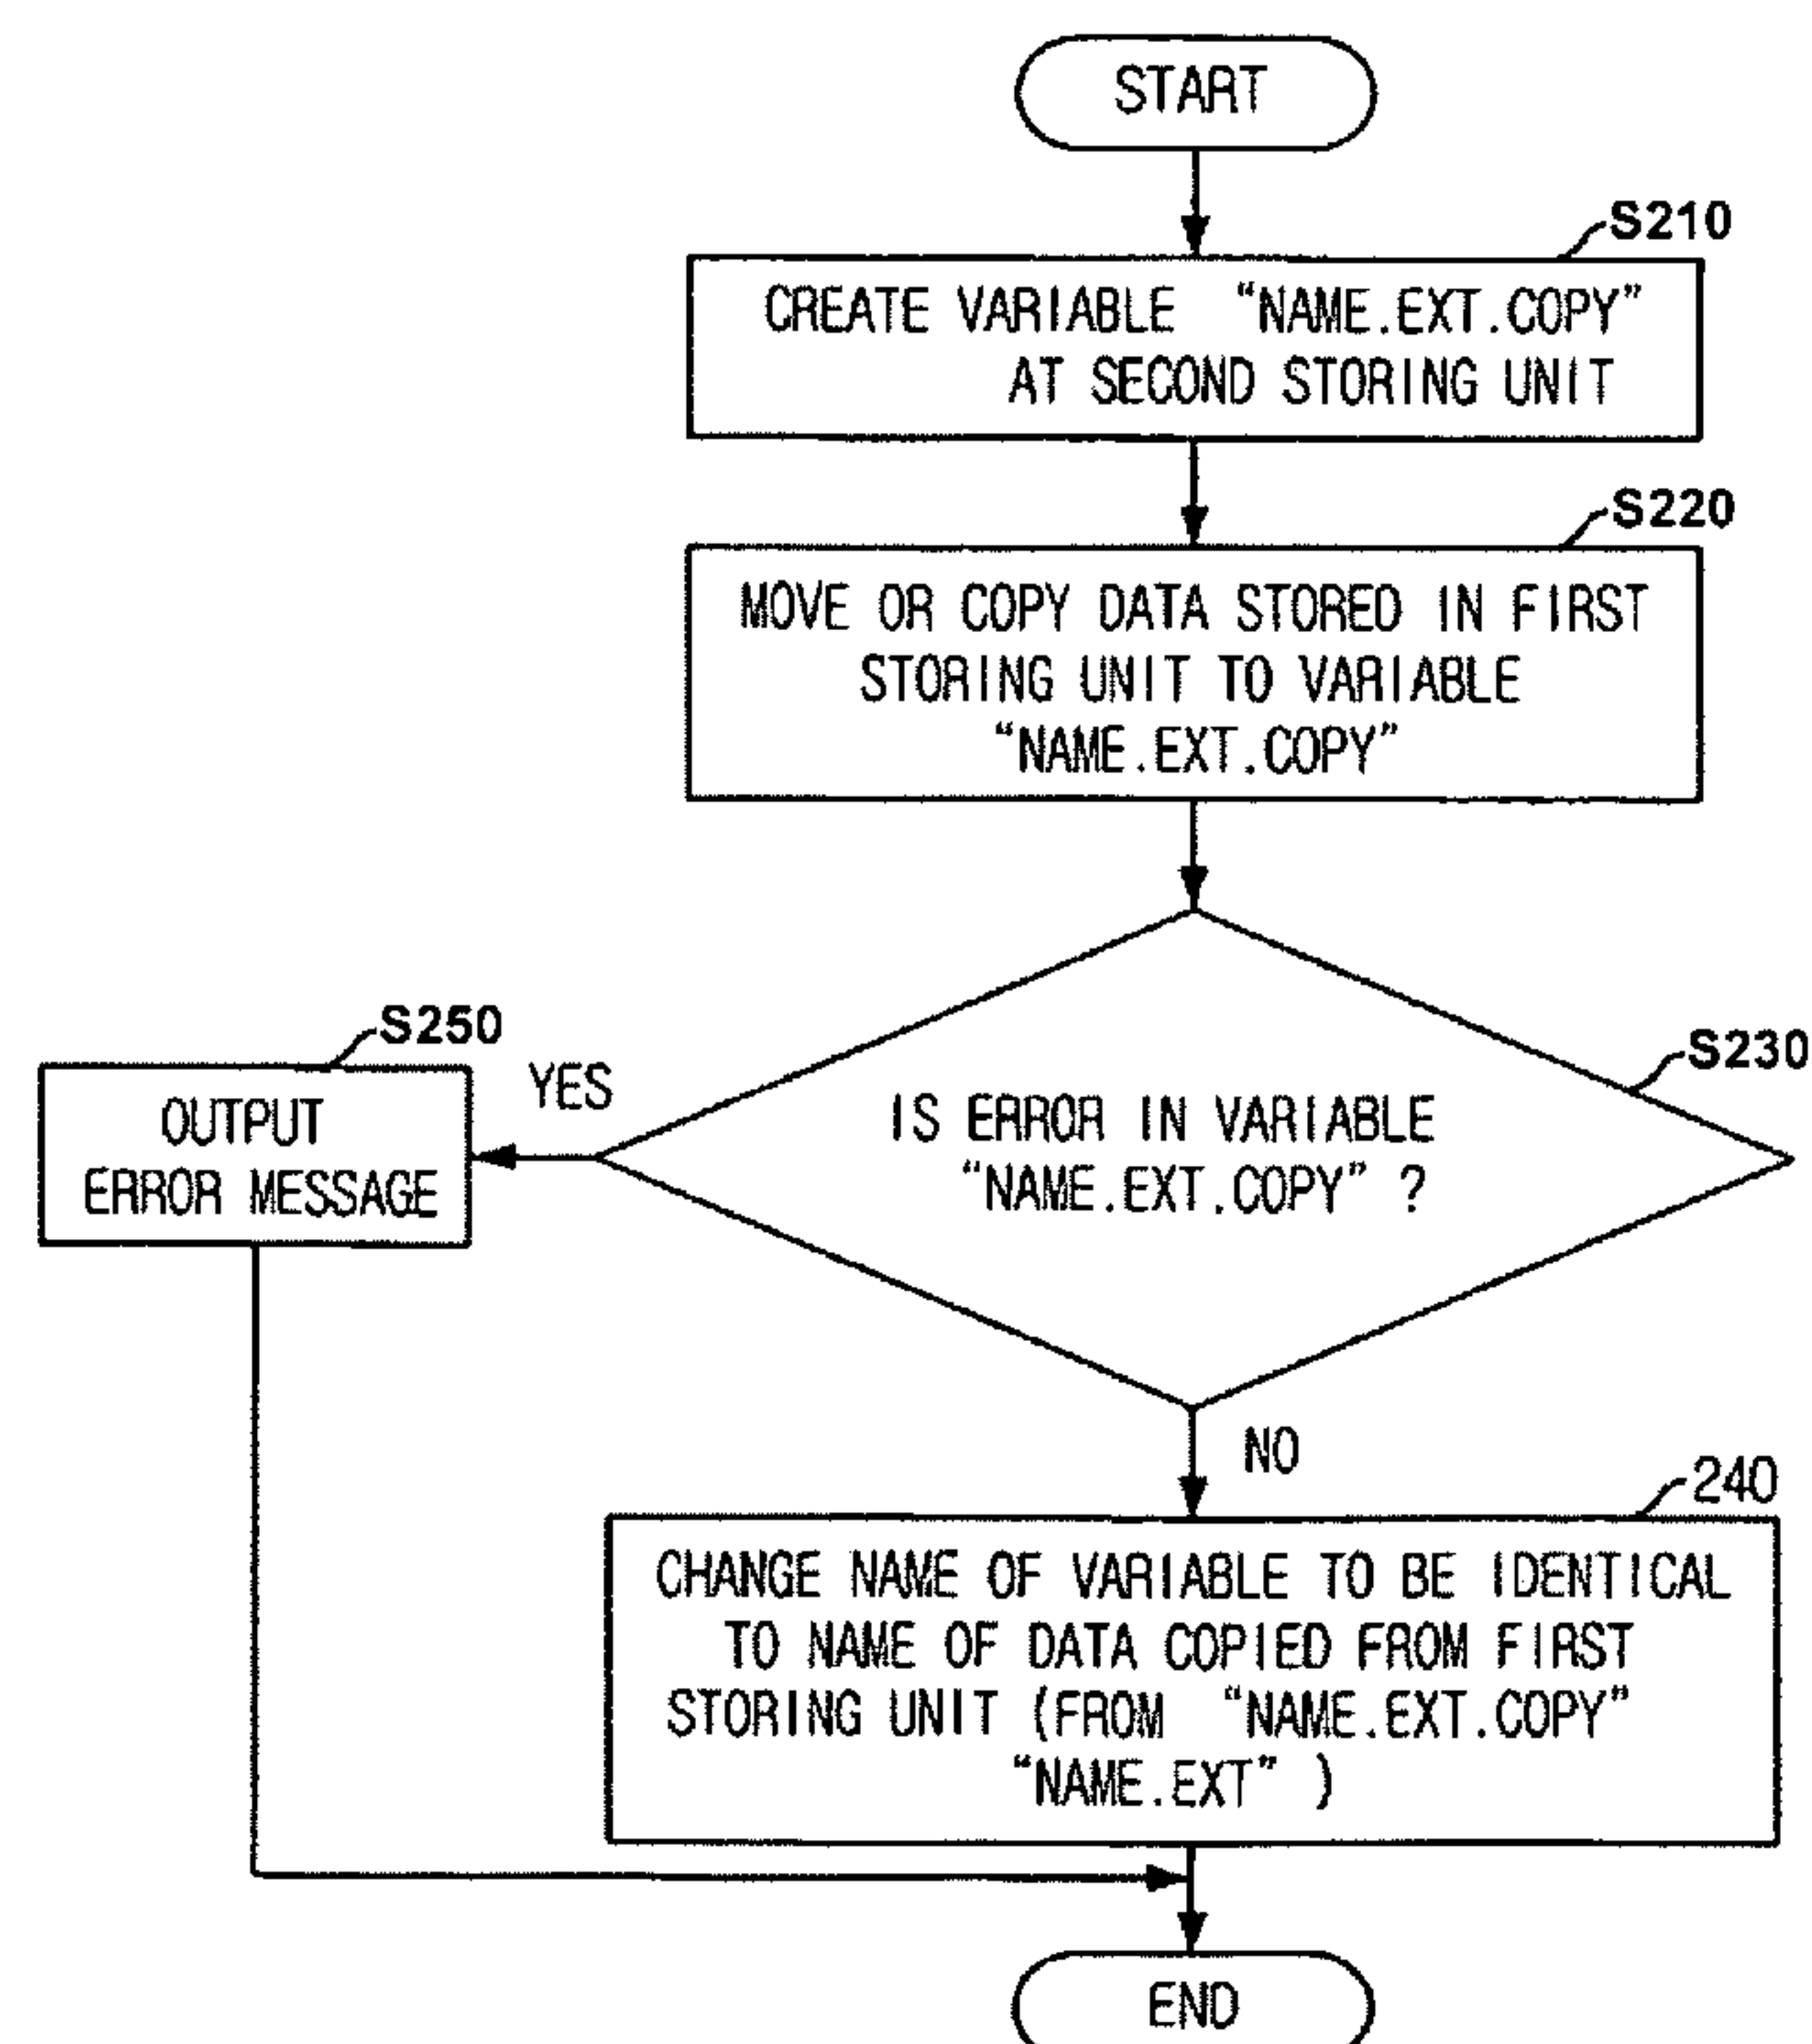 START
S210
CREATE VARIABLE “NAME.EXT.COPY”
AT SECOND STORING UNIT
S220
MOVE OR COPY DATA STORED IN FIRST
STORING UNIT TO VARIABLE
“NAME.EXT.COPY”
S230
IS ERROR IN VARIABLE
“NAME.EXT.COPY” ?
YES
S250
OUTPUT
ERROR MESSAGE
NO
240
CHANGE NAME OF VARIABLE TO BE IDENTICAL
TO NAME OF DATA COPIED FROM FIRST
STORING UNIT (FROM “NAME.EXT.COPY”
“NAME.EXT” )
END